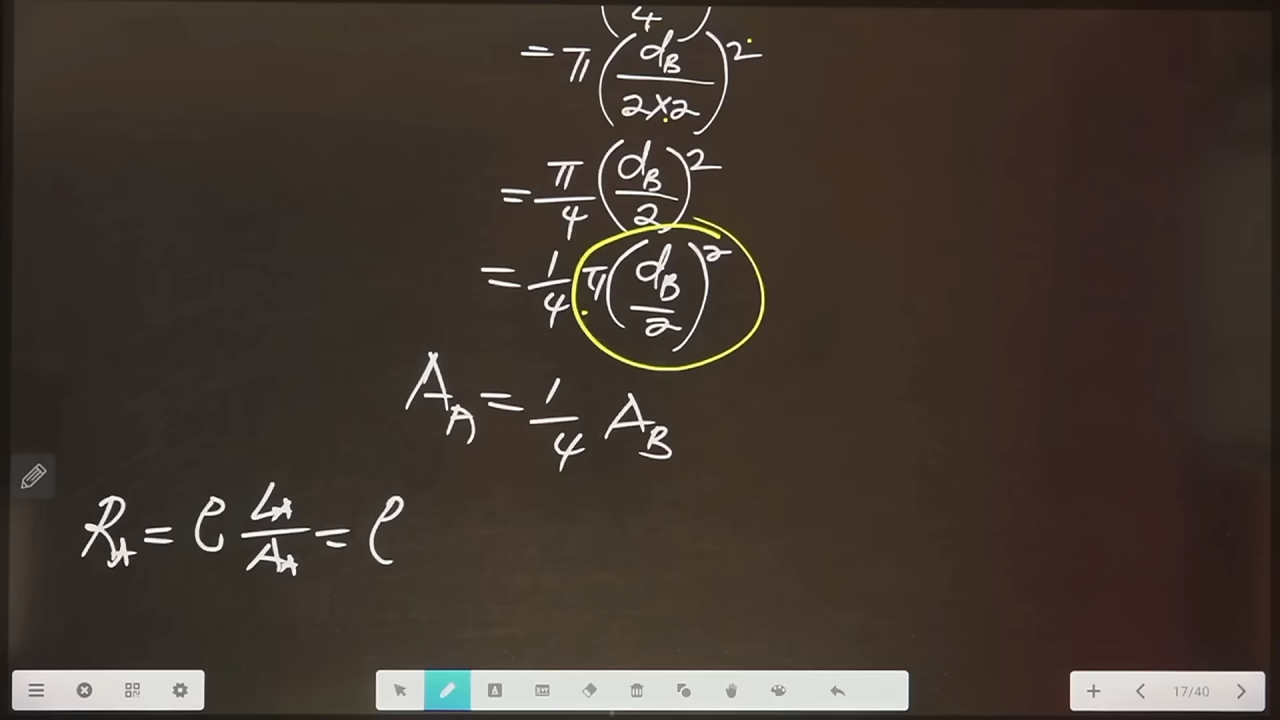 (4)
= π (d_B / 2×2)^2
= π/4 (d_B / 2)^2
= 1/4 π (d_B / 2)^2
A_A = 1/4 A_B
R_A = ρ L_A / A_A = ρ
17/40